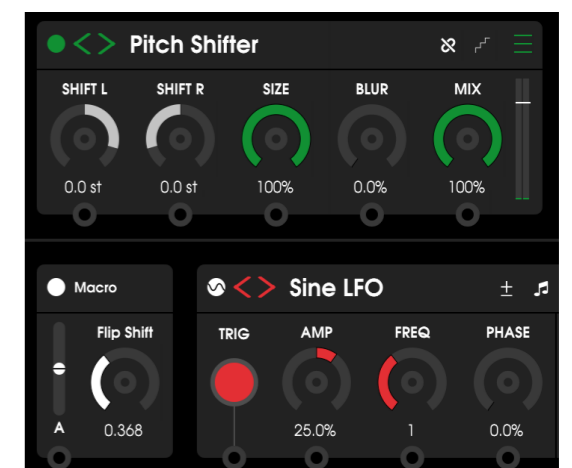 Pitch Shifter
SHIFT L SHIFT R SIZE BLUR MIX
0.0 st 0.0 st 100% 0.0% 100%
Macro
Sine LFO ±
Flip Shift
TRIG AMP FREQ PHASE
A 0.368
25.0% 1 0.0%